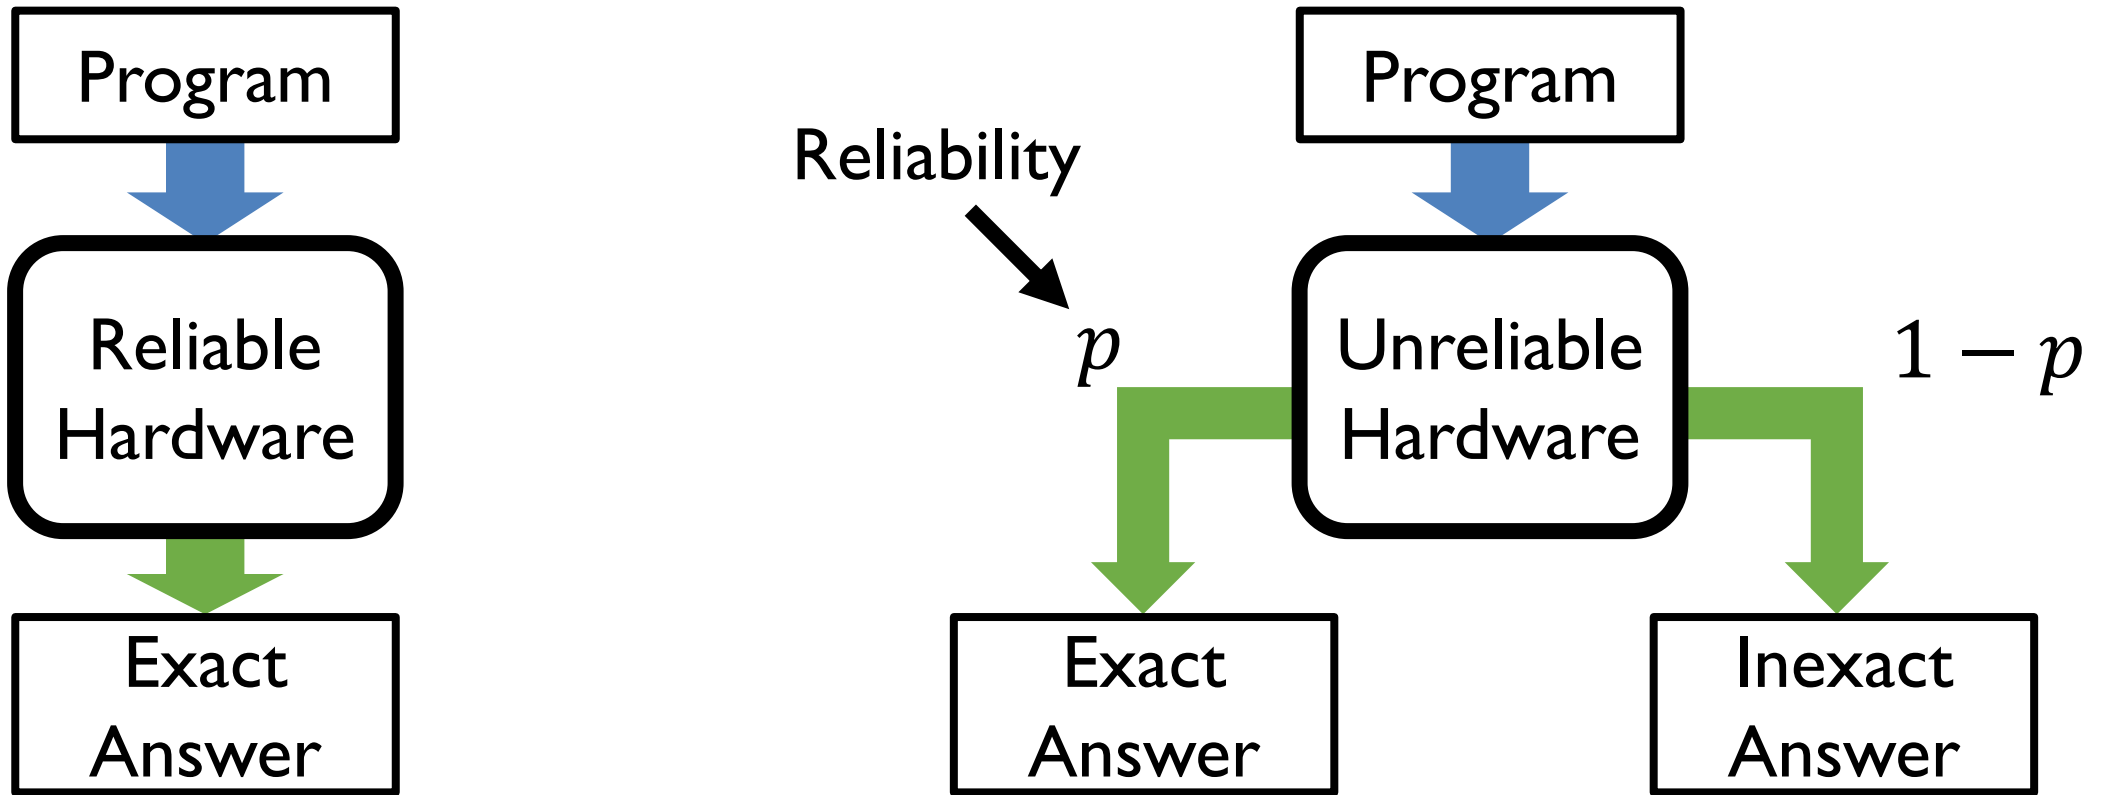 Program
Reliable
Hardware
Exact
Answer
Program
Reliability
p
Unreliable
Hardware
1 − p
Exact
Answer
Inexact
Answer